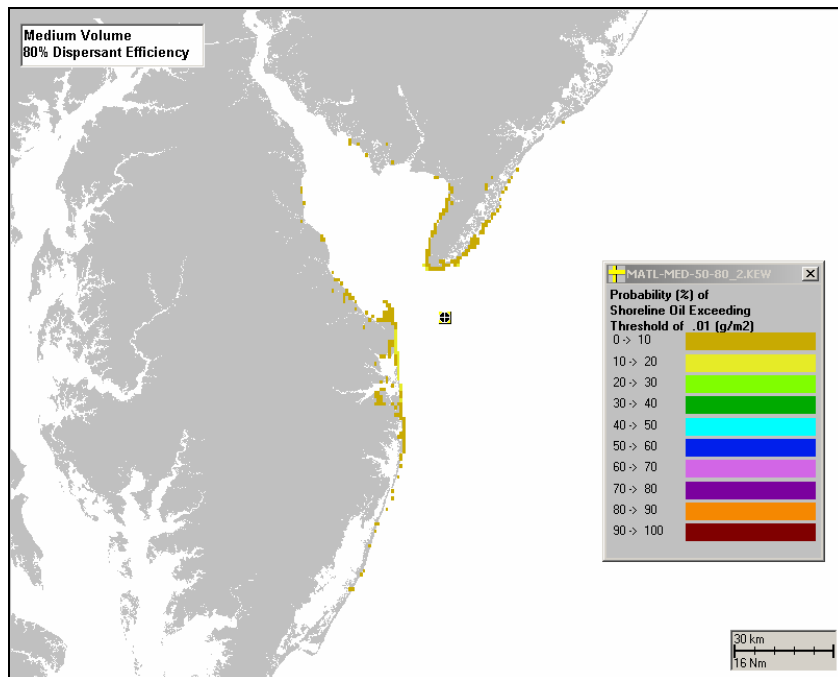 Medium Volume
80% Dispersant Efficiency
MATL-MED-50-80_2.KEW
Probability (%) of
Shoreline Oil Exceeding
Threshold of .01 (g/m2)
0 -> 10
10 -> 20
20 -> 30
30 -> 40
40 -> 50
50 -> 60
60 -> 70
70 -> 80
80 -> 90
90 -> 100
30 km
16 Nm